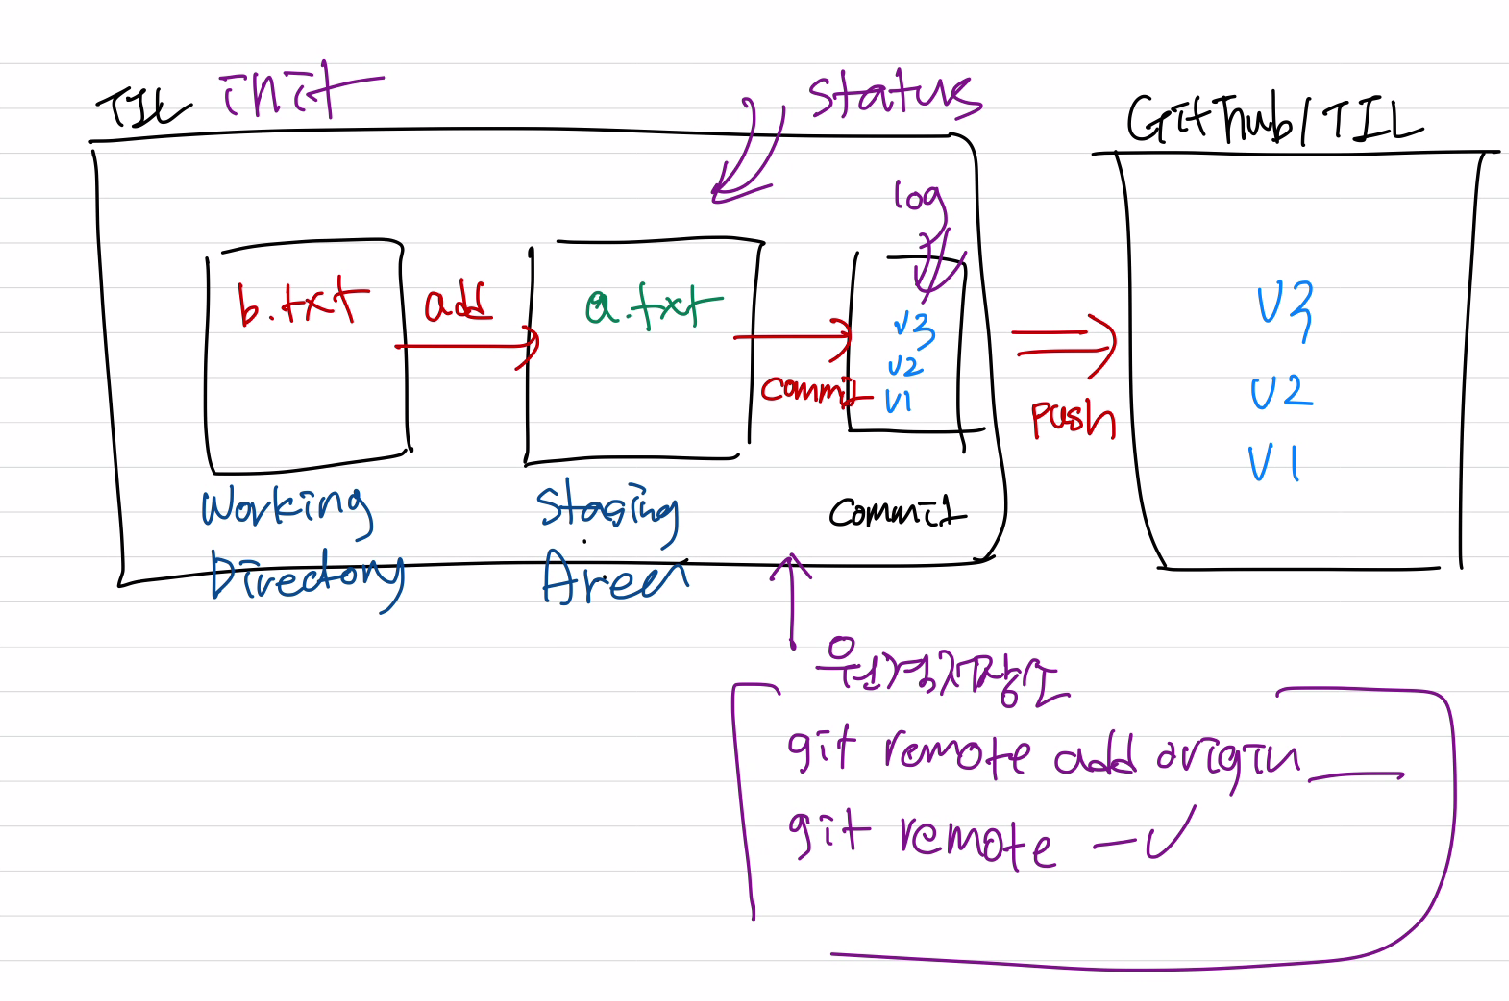 TIL init
status
Github/TIL
log
b.txt
add
a.txt
commit
v3
v2
v1
push
v3
v2
v1
Working
Directory
Staging
Area
Commit
원격저장소
git remote add origin ____
git remote -v